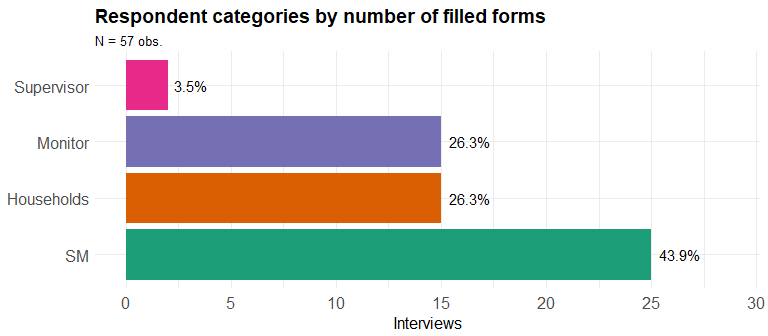 Respondent categories by number of filled forms
N = 57 obs.
Supervisor 3.5%
Monitor 26.3%
Households 26.3%
SM 43.9%
0 5 10 15 20 25 30
Interviews